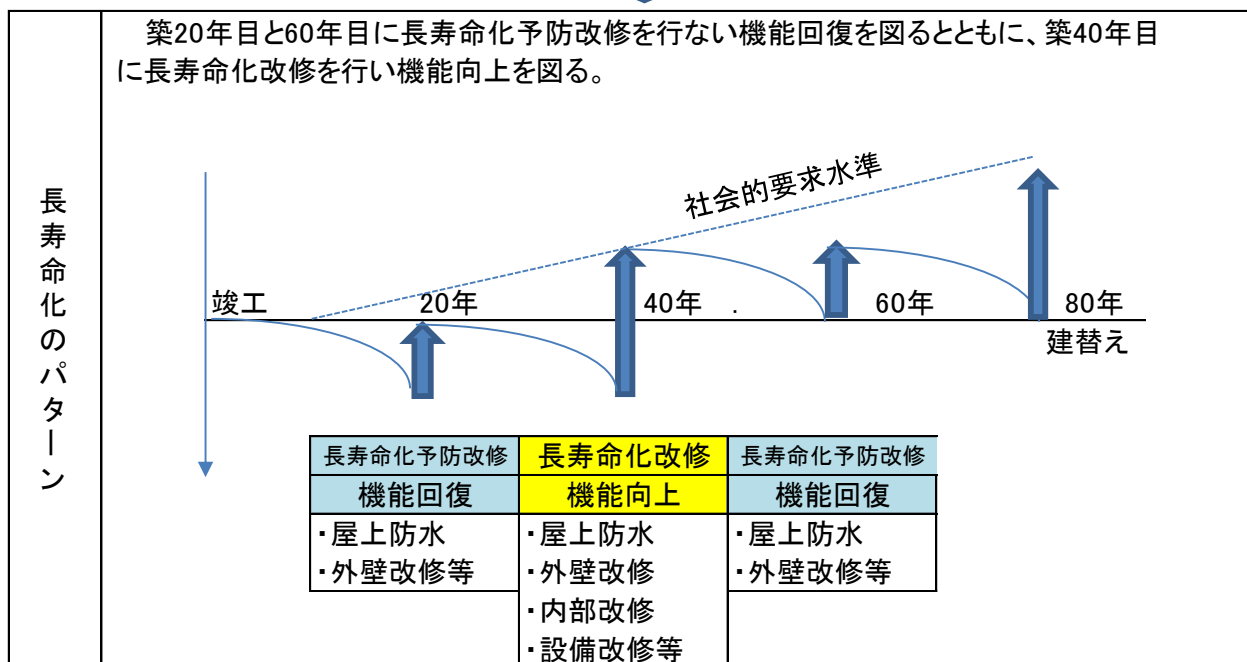 築20年目と60年目に長寿命化予防改修を行ない機能回復を図るとともに、築40年目
に長寿命化改修を行い機能向上を図る。
長寿命化のパターン
社会的要求水準
竣工 20年 40年 . 60年 80年
建替え
長寿命化予防改修 長寿命化改修 長寿命化予防改修
機能回復 機能向上 機能回復
・屋上防水 ・屋上防水 ・屋上防水
・外壁改修等 ・外壁改修 ・外壁改修等
・内部改修
・設備改修等